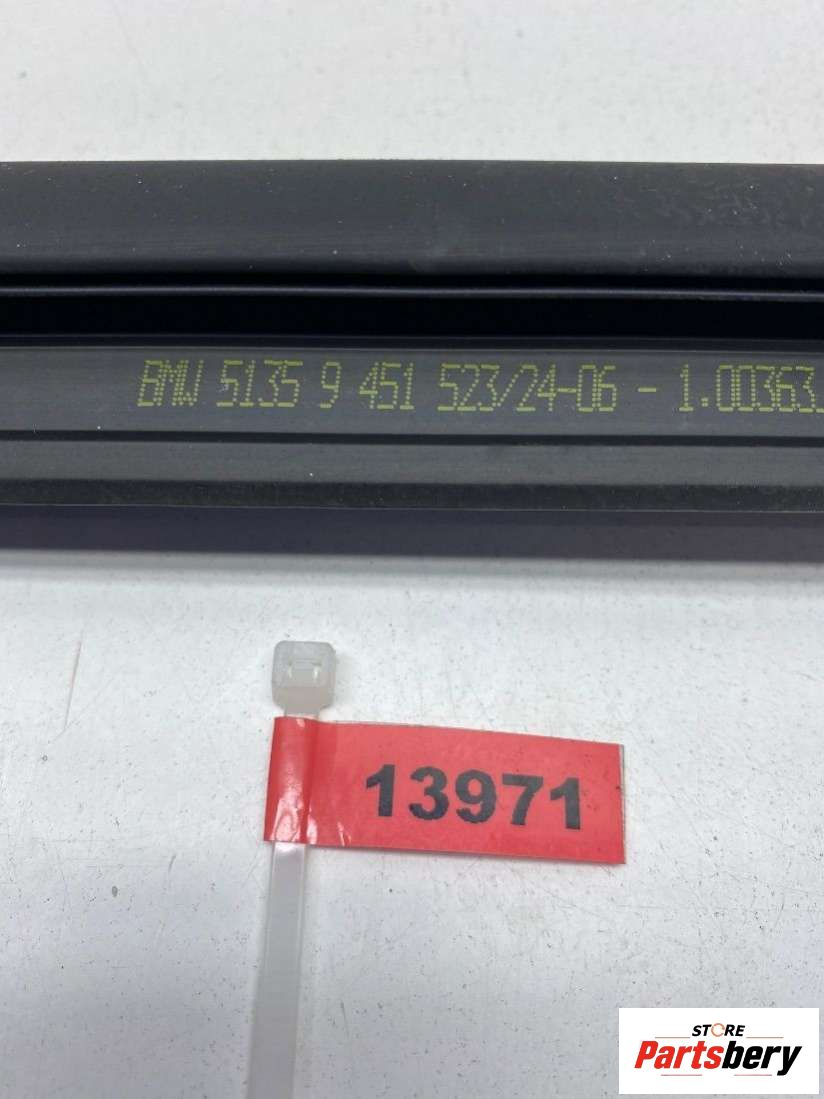 BMW 5135 9 451 523/24-06 - 1.00363.
13971
STORE
Partsbery